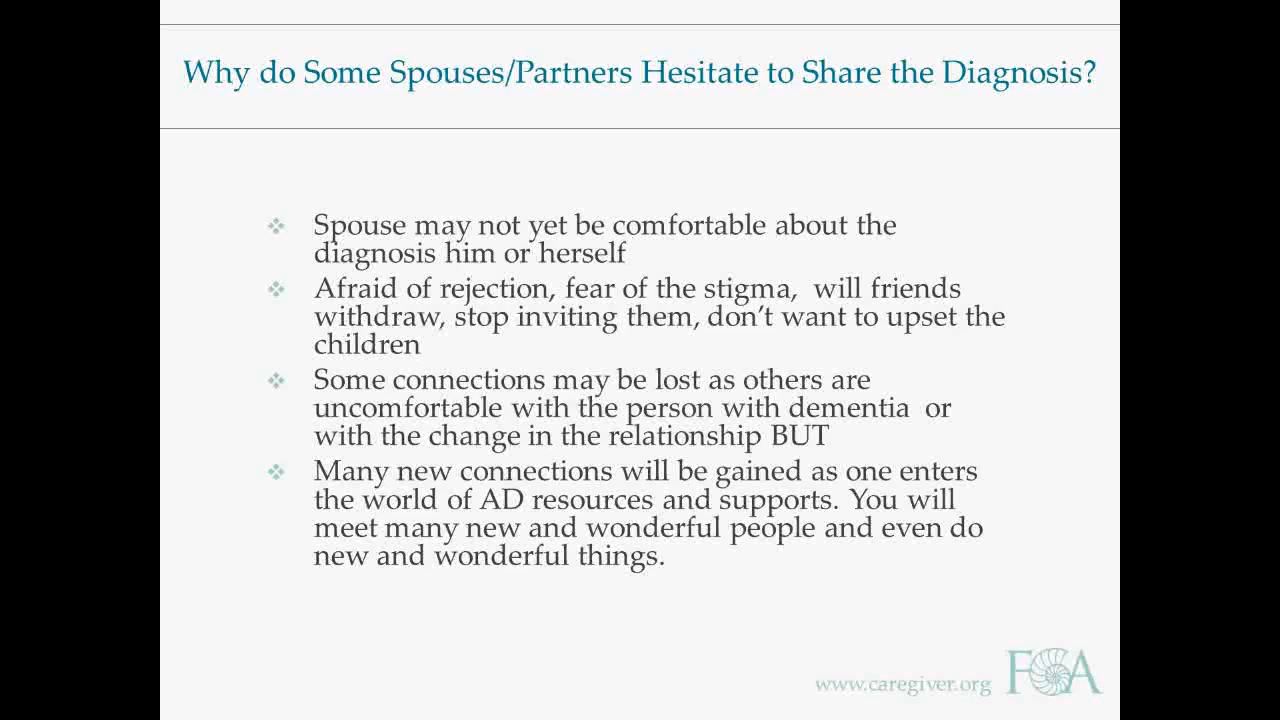 Why do Some Spouses/Partners Hesitate to Share the Diagnosis?
Spouse may not yet be comfortable about the
diagnosis him or herself
Afraid of rejection, fear of the stigma,  will friends
withdraw, stop inviting them, don’t want to upset the
children
Some connections may be lost as others are
uncomfortable with the person with dementia  or
with the change in the relationship BUT
Many new connections will be gained as one enters
the world of AD resources and supports.  You will
meet many new and wonderful people and even do
new and wonderful things.
www.caregiver.org FCA